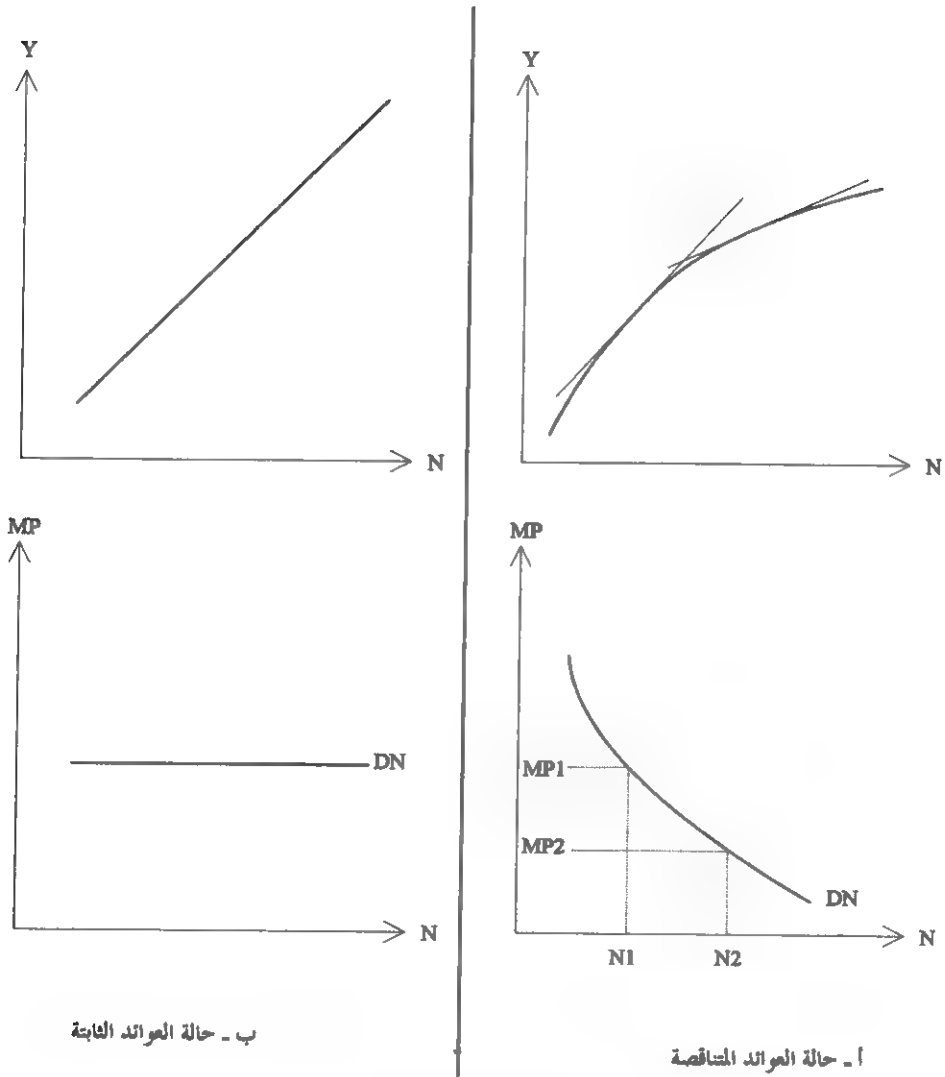 Y
Y
N
N
MP
MP
DN
MP1
MP2
DN
N
N1
N2
N
ب ـ حالة العوائد الثابتة
أ ـ حالة العوائد المتناقصة